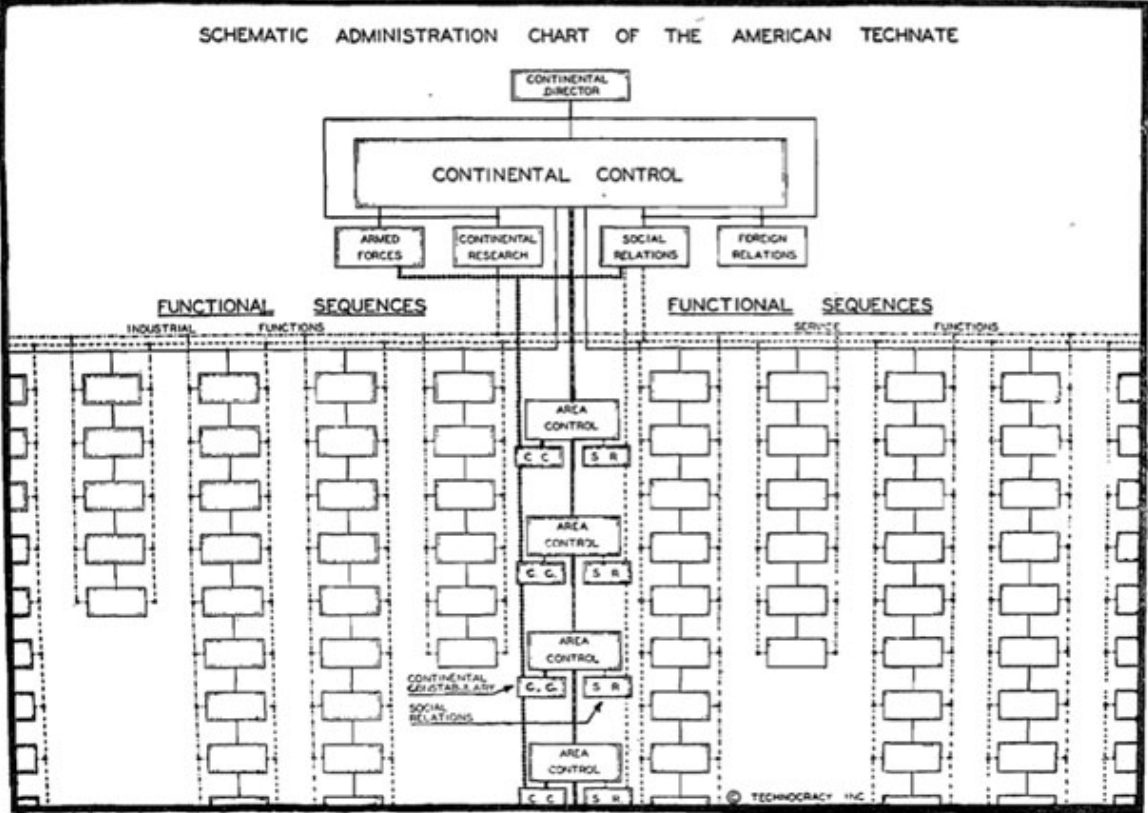 SCHEMATIC ADMINISTRATION CHART OF THE AMERICAN TECHNATE
CONTINENTAL
DIRECTOR
CONTINENTAL CONTROL
ARMED
FORCES
CONTINENTAL
RESEARCH
SOCIAL
RELATIONS
FOREIGN
RELATIONS
FUNCTIONAL SEQUENCES
FUNCTIONAL SEQUENCES
INDUSTRIAL FUNCTIONS
SERVICE FUNCTIONS
AREA
CONTROL
C. C.
S R
AREA
CONTROL
C. C.
S R
AREA
CONTROL
CONTINENTAL
CONSTABULARY
C. C.
S R
SOCIAL
RELATIONS
AREA
CONTROL
C C
S R
© TECHNOCRACY INC